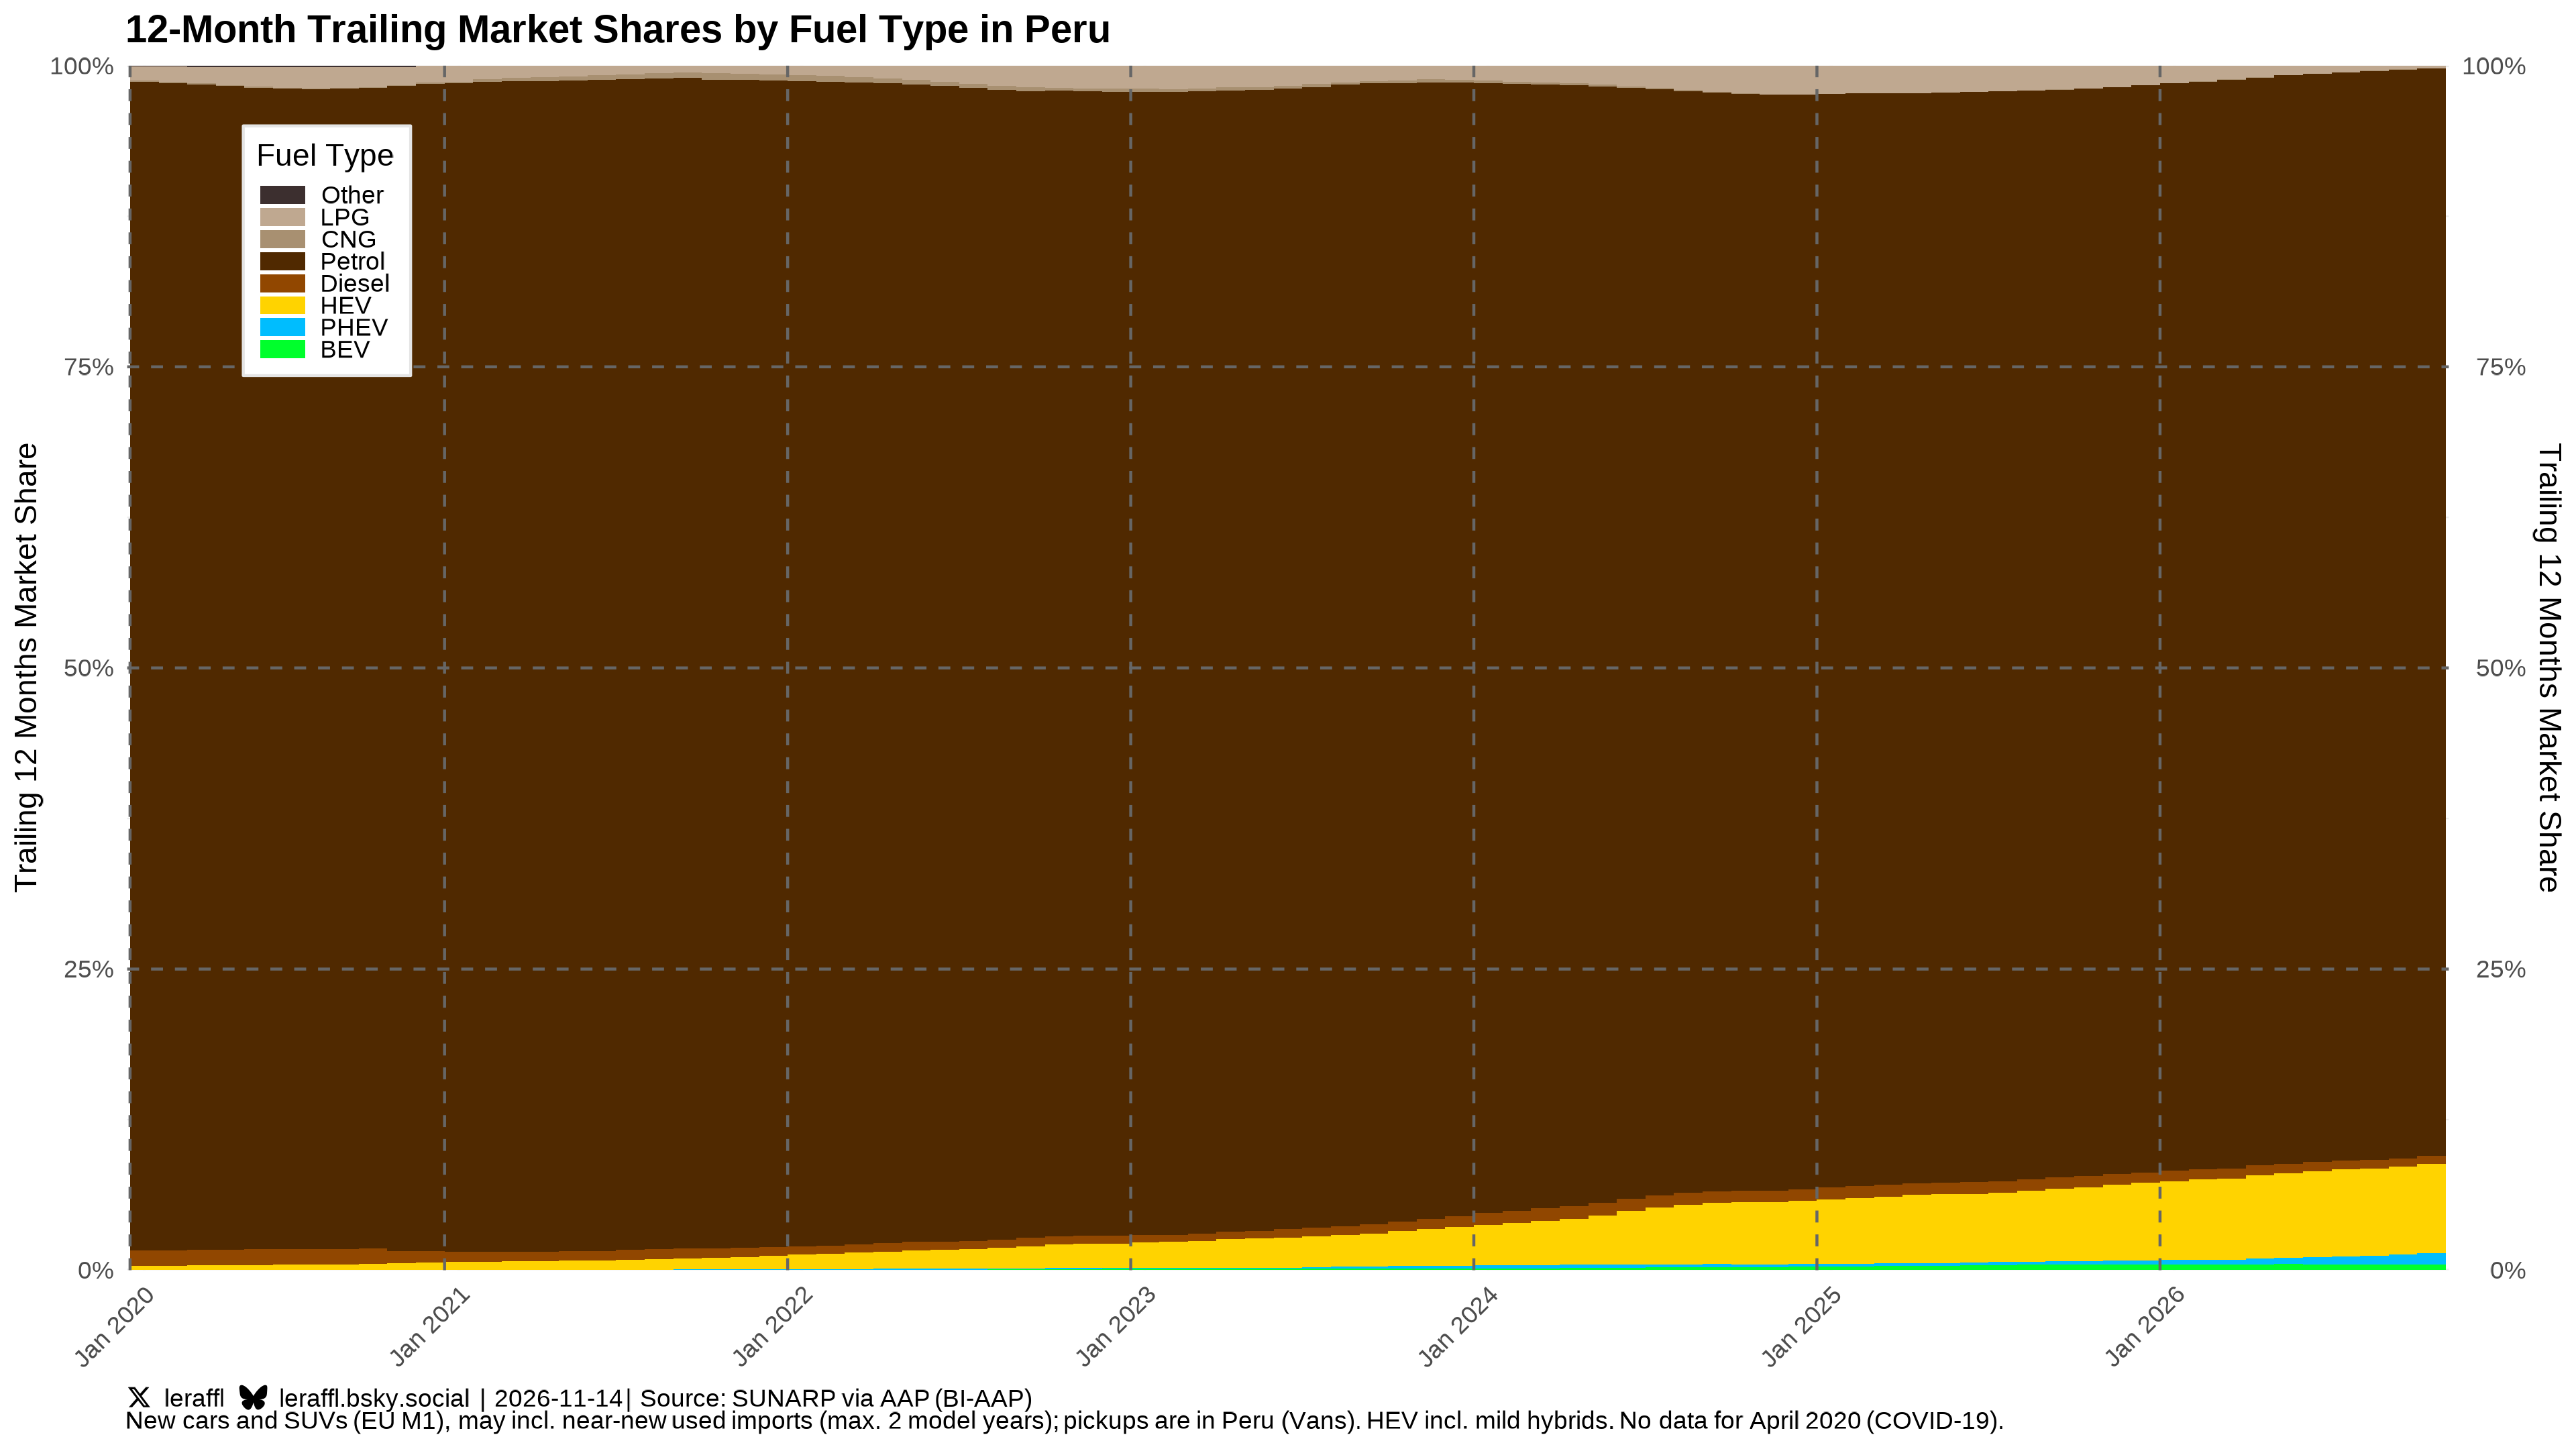 12-Month Trailing Market Shares by Fuel Type in Peru
100%
75%
50%
25%
0%
100%
75%
50%
25%
0%
Trailing 12 Months Market Share
Trailing 12 Months Market Share
Fuel Type
Other
LPG
CNG
Petrol
Diesel
HEV
PHEV
BEV
Jan 2020
Jan 2021
Jan 2022
Jan 2023
Jan 2024
Jan 2025
Jan 2026
leraffl leraffl.bsky.social | 2026-11-14| Source: SUNARP via AAP (BI-AAP)
New cars and SUVs (EU M1), may incl. near-new used imports (max. 2 model years); pickups are in Peru (Vans). HEV incl. mild hybrids. No data for April 2020 (COVID-19).